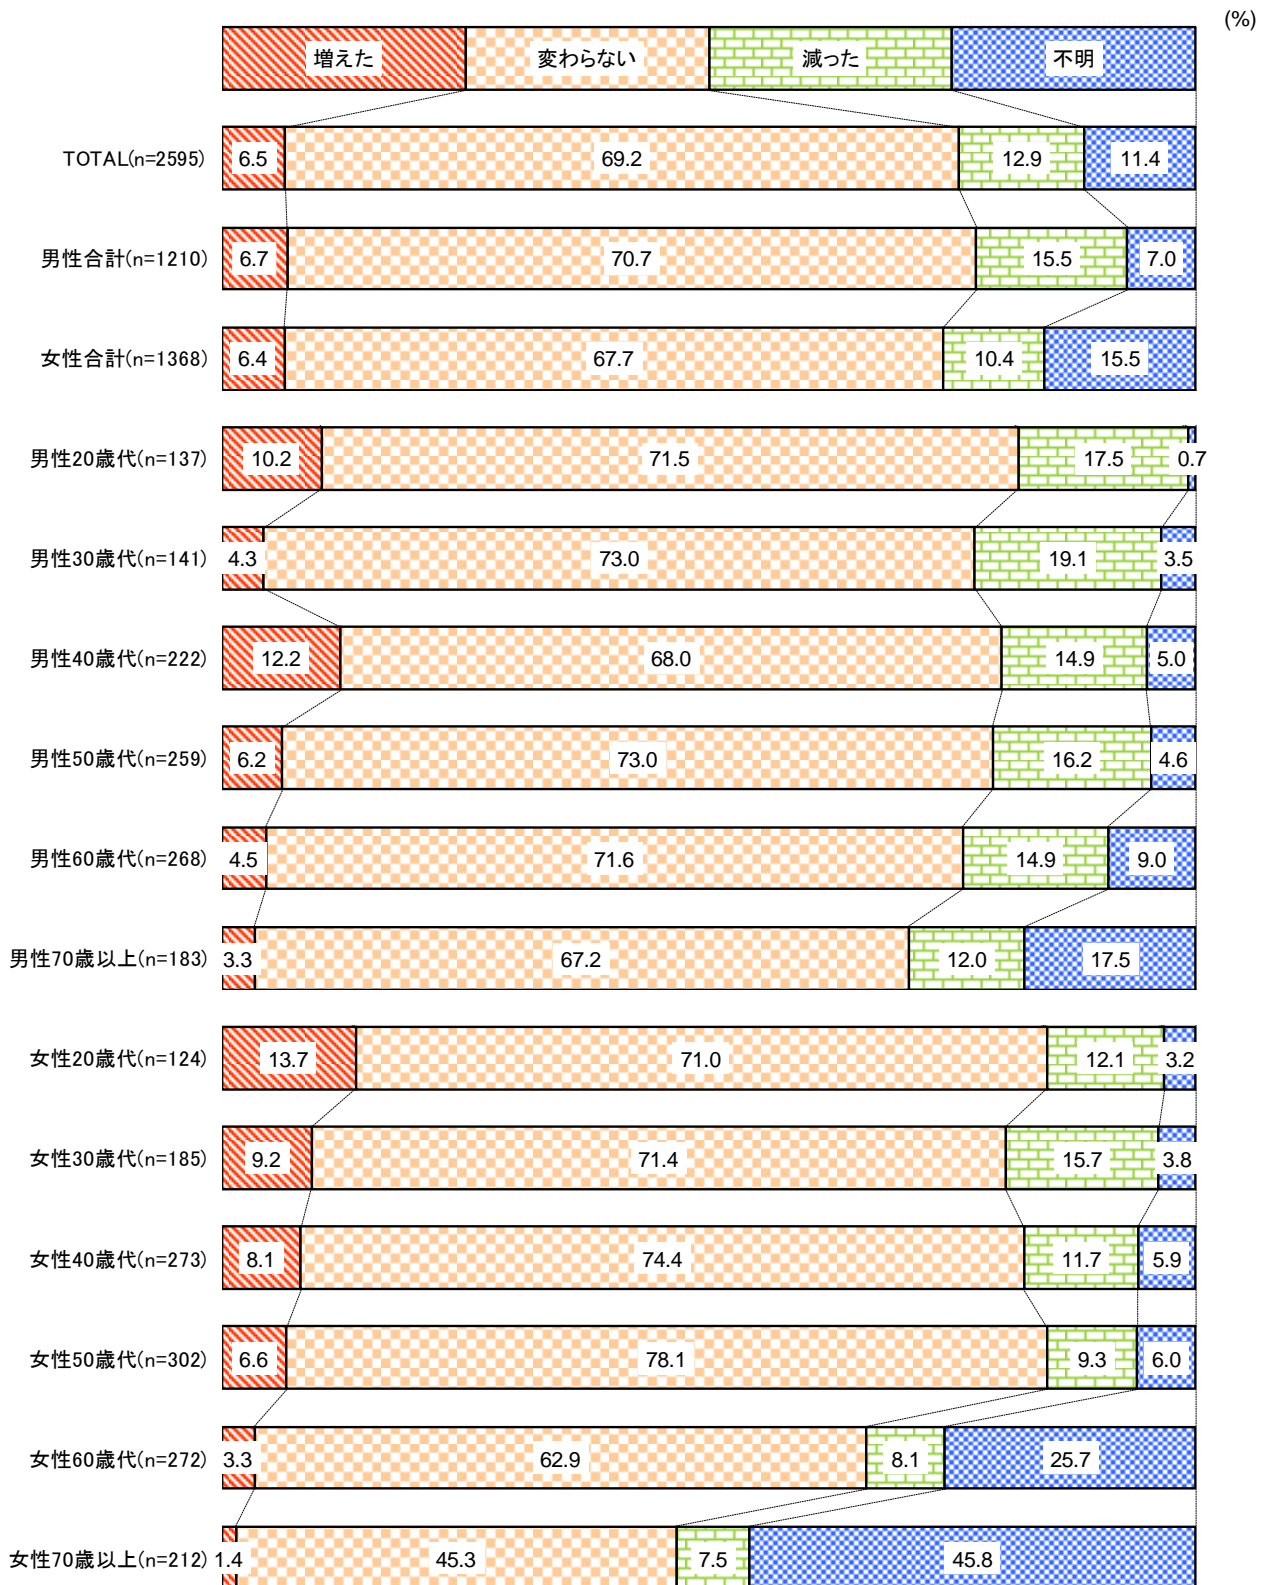 (%)
増えた 変わらない 減った 不明
TOTAL(n=2595) 6.5 69.2 12.9 11.4
男性合計(n=1210) 6.7 70.7 15.5 7.0
女性合計(n=1368) 6.4 67.7 10.4 15.5
男性20歳代(n=137) 10.2 71.5 17.5 0.7
男性30歳代(n=141) 4.3 73.0 19.1 3.5
男性40歳代(n=222) 12.2 68.0 14.9 5.0
男性50歳代(n=259) 6.2 73.0 16.2 4.6
男性60歳代(n=268) 4.5 71.6 14.9 9.0
男性70歳以上(n=183) 3.3 67.2 12.0 17.5
女性20歳代(n=124) 13.7 71.0 12.1 3.2
女性30歳代(n=185) 9.2 71.4 15.7 3.8
女性40歳代(n=273) 8.1 74.4 11.7 5.9
女性50歳代(n=302) 6.6 78.1 9.3 6.0
女性60歳代(n=272) 3.3 62.9 8.1 25.7
女性70歳以上(n=212) 1.4 45.3 7.5 45.8